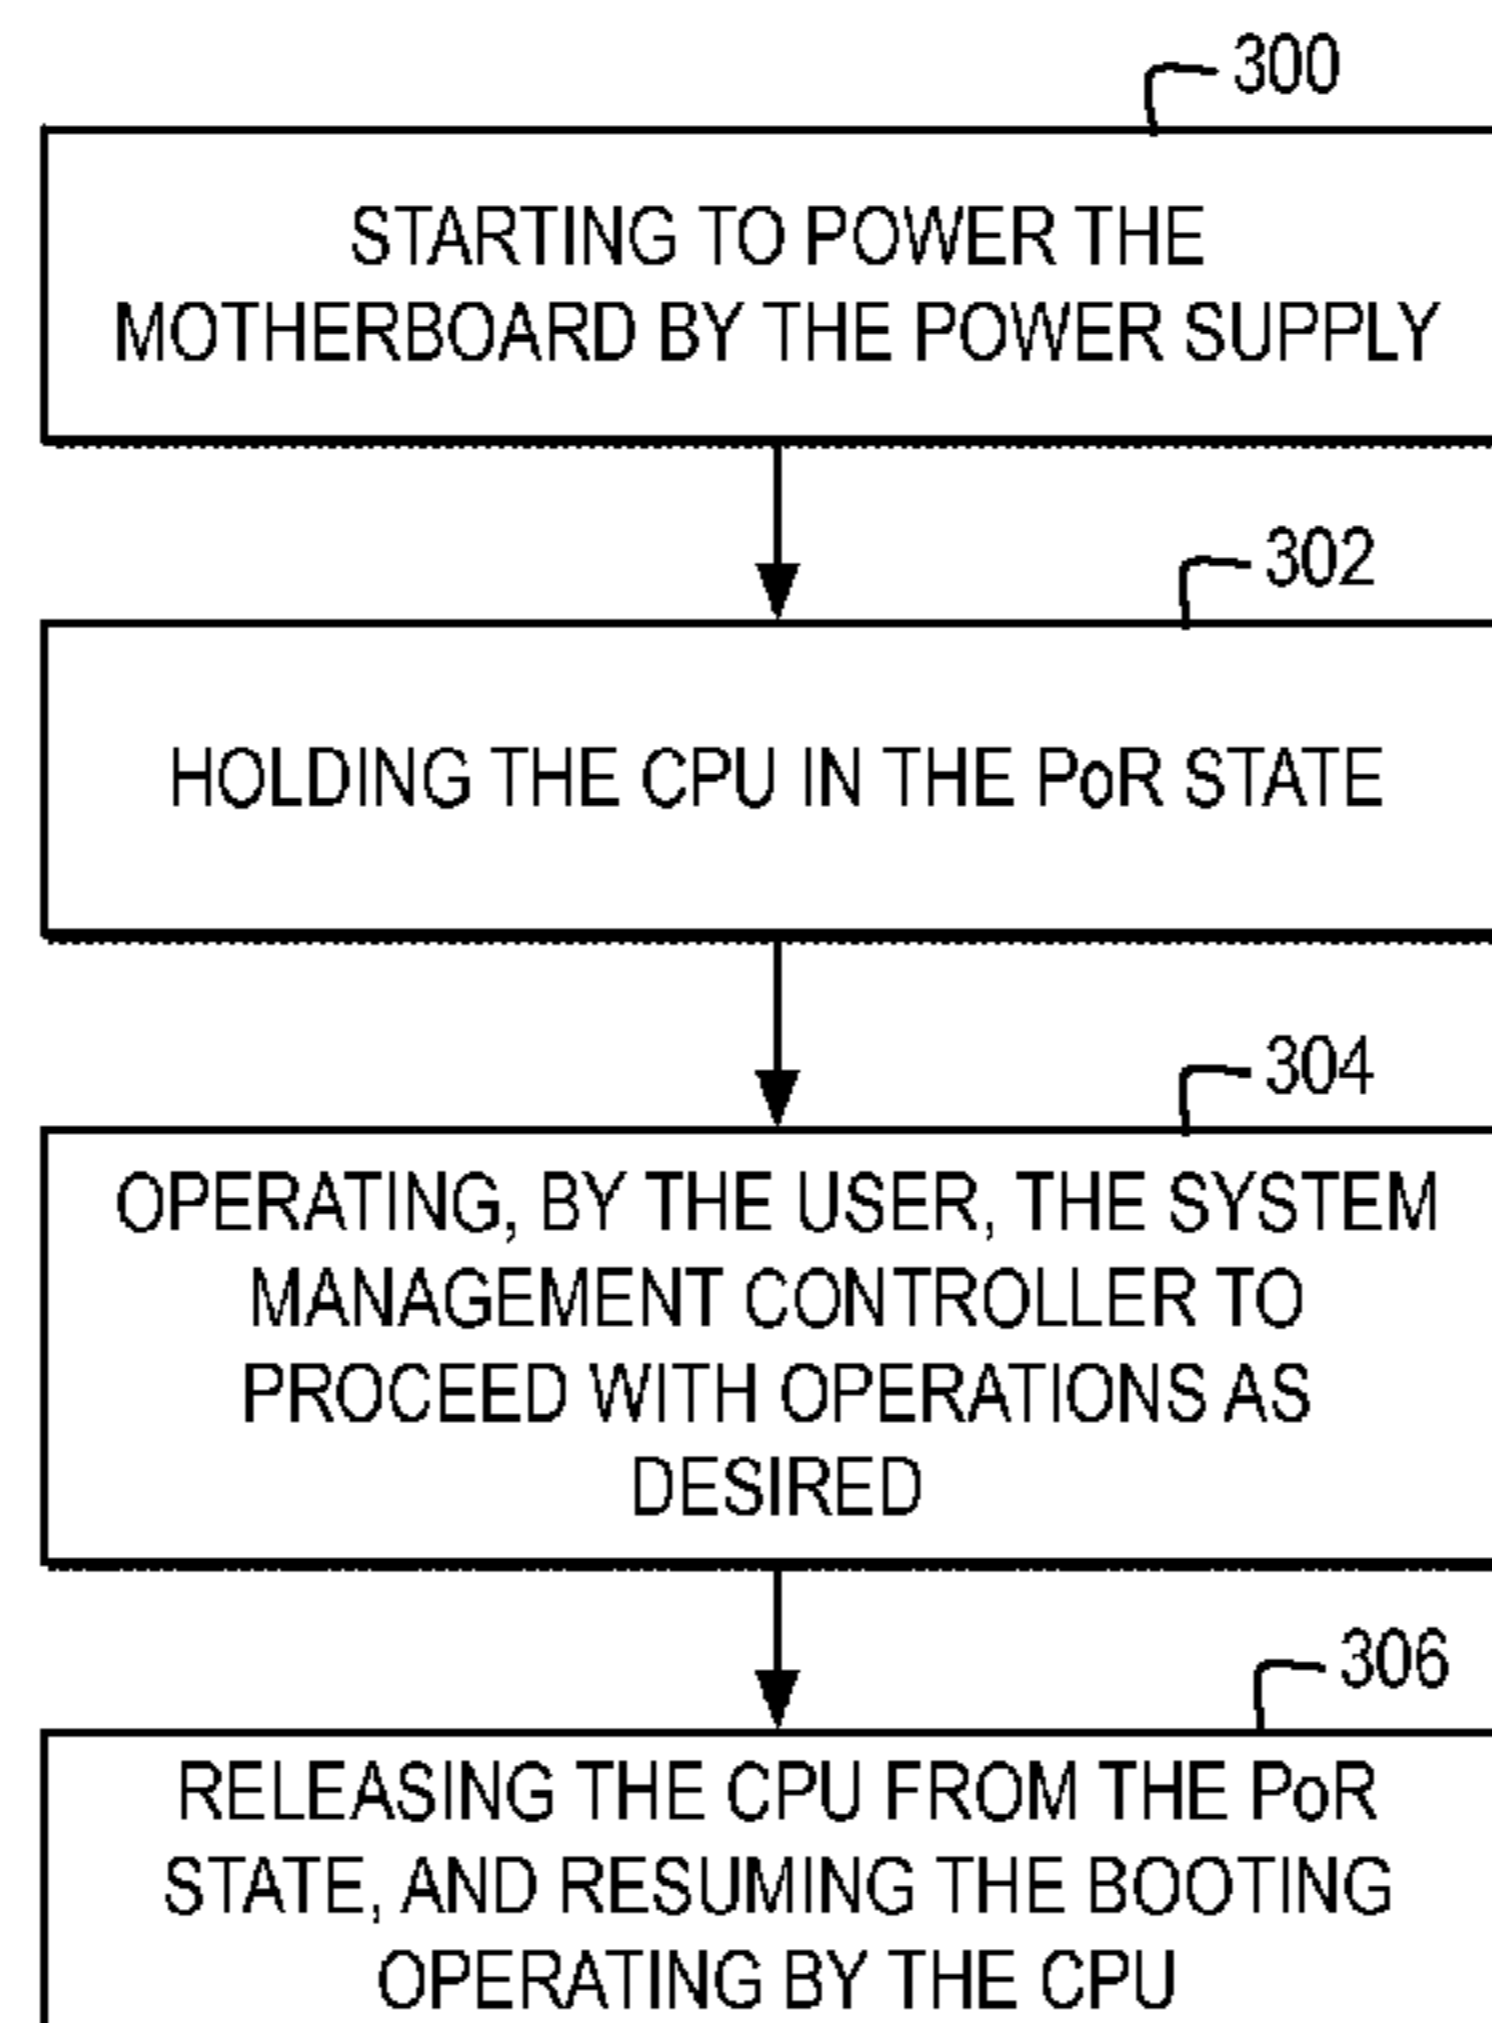 300
STARTING TO POWER THE
MOTHERBOARD BY THE POWER SUPPLY
302
HOLDING THE CPU IN THE PoR STATE
304
OPERATING, BY THE USER, THE SYSTEM
MANAGEMENT CONTROLLER TO
PROCEED WITH OPERATIONS AS
DESIRED
306
RELEASING THE CPU FROM THE PoR
STATE, AND RESUMING THE BOOTING
OPERATING BY THE CPU